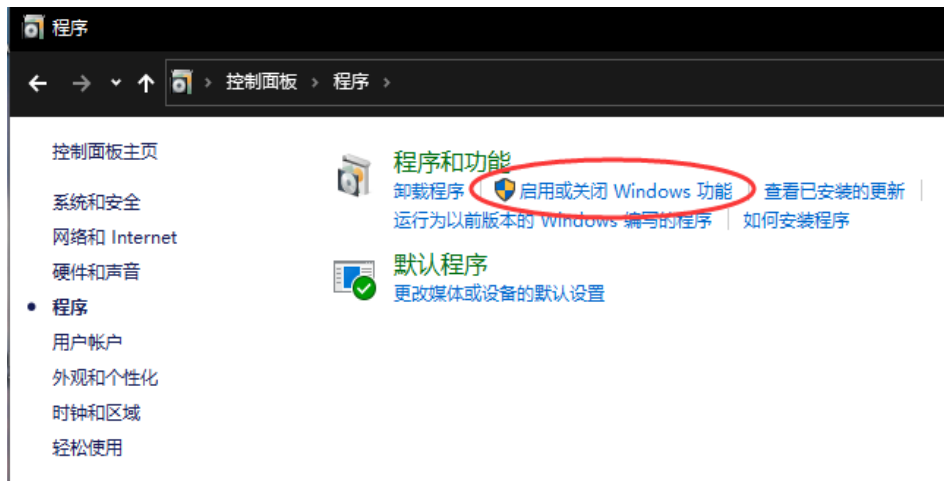 程序
控制面板 › 程序 ›
控制面板主页
系统和安全
网络和 Internet
硬件和声音
程序
用户帐户
外观和个性化
时钟和区域
轻松使用
程序和功能
卸载程序 启用或关闭 Windows 功能 查看已安装的更新
运行为以前版本的 Windows 编写的程序 如何安装程序
默认程序
更改媒体或设备的默认设置